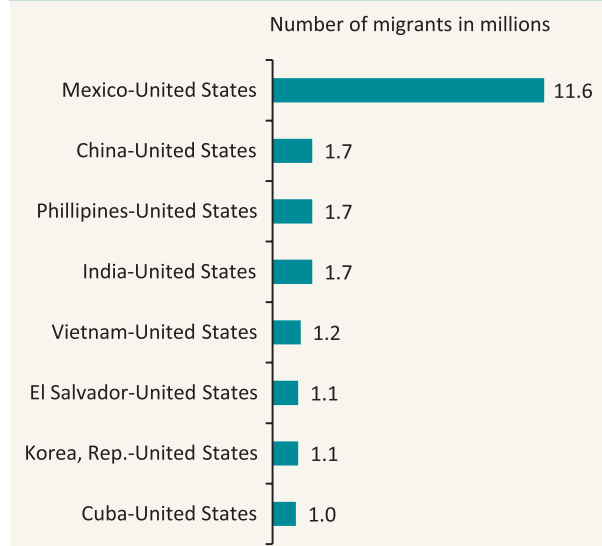 Number of migrants in millions
Mexico-United States 11.6
China-United States 1.7
Phillipines-United States 1.7
India-United States 1.7
Vietnam-United States 1.2
El Salvador-United States 1.1
Korea, Rep.-United States 1.1
Cuba-United States 1.0